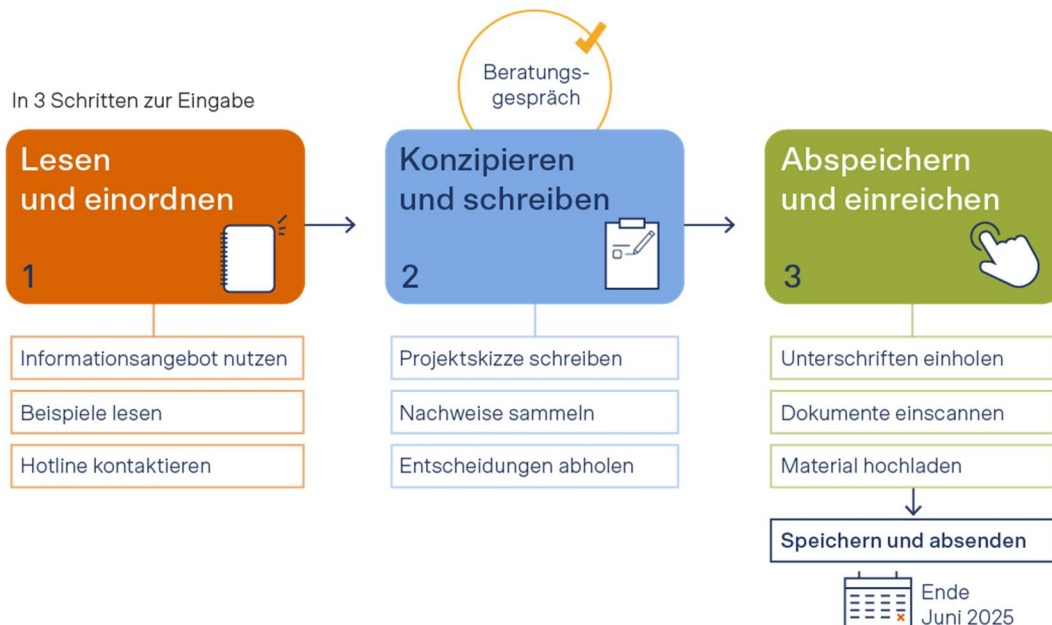 In 3 Schritten zur Eingabe
Beratungs-
gespräch
Lesen
und einordnen
1
Informationsangebot nutzen
Beispiele lesen
Hotline kontaktieren
Konzipieren
und schreiben
2
Projektskizze schreiben
Nachweise sammeln
Entscheidungen abholen
Abspeichern
und einreichen
3
Unterschriften einholen
Dokumente einscannen
Material hochladen
Speichern und absenden
Ende
Juni 2025